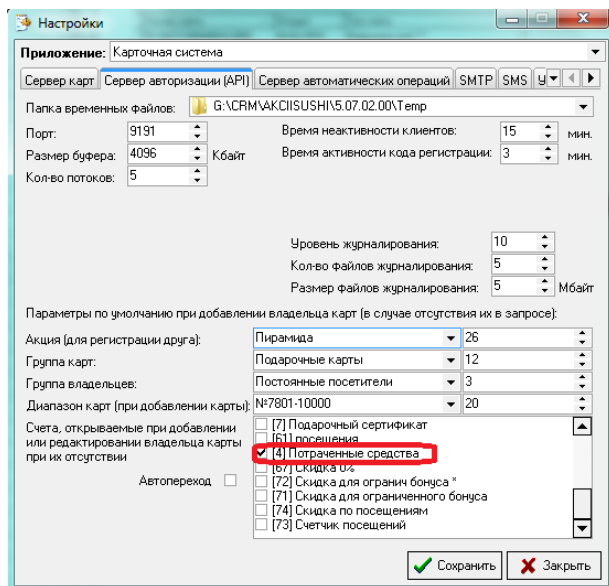 Настройки
Приложение: Карточная система
Сервер карт Сервер авторизации (API) Сервер автоматических операций SMTP SMS
Папка временных файлов: G:\CRM\AKCIISUSHI\5.07.02.00\Temp
Порт: 9191 Время неактивности клиентов: 15 мин.
Размер буфера: 4096 Кбайт Время активности кода регистрации: 3 мин.
Кол-во потоков: 5
Уровень журналирования: 10
Кол-во файлов журналирования: 5
Размер файлов журналирования: 5 Мбайт
Параметры по умолчанию при добавлении владельца карт (в случае отсутствия их в запросе):
Акция (для регистрации друга): Пирамида 26
Группа карт: Подарочные карты 12
Группа владельцев: Постоянные посетители 3
Диапазон карт (при добавлении карты): №7801-10000 20
Счета, открываемые при добавлении
или редактировании владельца карты
при их отсутствии
Автопереход
[7] Подарочный сертификат
[61] посещения
[4] Потраченные средства
[67] Скидка 0%
[72] Скидка для огранич бонуса *
[71] Скидка для ограниченного бонуса
[74] Скидка по посещениям
[73] Счетчик посещений
Сохранить Закрыть